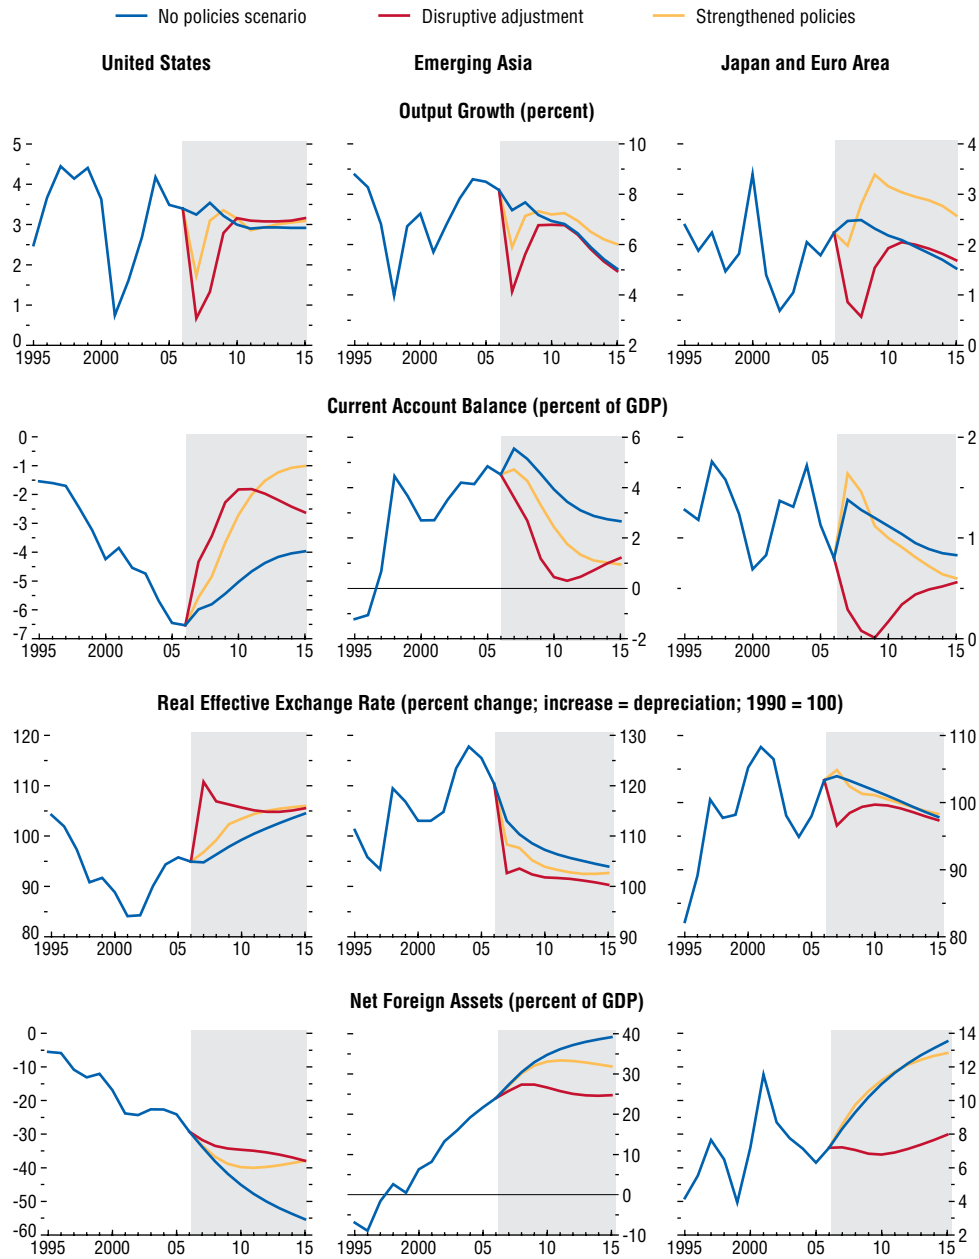 No policies scenario Disruptive adjustment Strengthened policies
United States Emerging Asia Japan and Euro Area
Output Growth (percent)
5 10 4
4 8 3
3 6 2
2 4 1
1
0 2 0
1995 2000 05 10 15 1995 2000 05 10 15 1995 2000 05 10 15
Current Account Balance (percent of GDP)
0 6 2
-1
-2 4
-3 2 1
-4
-5 0
-6
-7 -2 0
1995 2000 05 10 15 1995 2000 05 10 15 1995 2000 05 10 15
Real Effective Exchange Rate (percent change; increase = depreciation; 1990 = 100)
120 130 110
110 120 100
100 110
90 100 90
80 90 80
1995 2000 05 10 15 1995 2000 05 10 15 1995 2000 05 10 15
Net Foreign Assets (percent of GDP)
0 40 14
-10 30 12
-20 20 10
-30 8
-40 10 6
-50 0 4
-60 -10 2
1995 2000 05 10 15 1995 2000 05 10 15 1995 2000 05 10 15